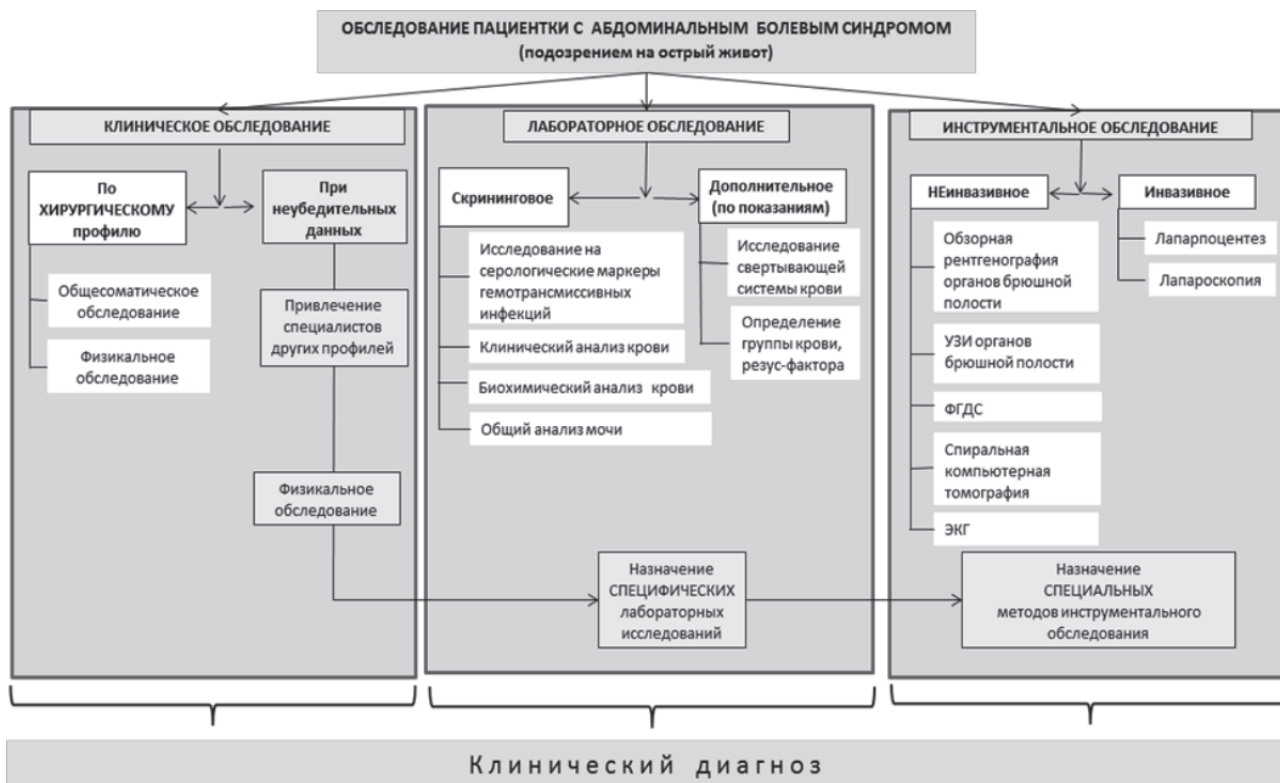 ОБСЛЕДОВАНИЕ ПАЦИЕНТКИ С АБДОМИНАЛЬНЫМ БОЛЕВЫМ СИНДРОМОМ
(подозрением на острый живот)
КЛИНИЧЕСКОЕ ОБСЛЕДОВАНИЕ
По
ХИРУРГИЧЕСКОМУ
профилю
При
неубедительных
данных
Общесоматическое
обследование
Физикальное
обследование
Привлечение
специалистов
других профилей
Физикальное
обследование
ЛАБОРАТОРНОЕ ОБСЛЕДОВАНИЕ
Скрининговое
Дополнительное
(по показаниям)
Исследование на
серологические маркеры
гемотрансмиссивных
инфекций
Клинический анализ крови
Биохимический анализ крови
Общий анализ мочи
Исследование
свертывающей
системы крови
Определение
группы крови,
резус-фактора
Назначение
СПЕЦИФИЧЕСКИХ
лабораторных
исследований
ИНСТРУМЕНТАЛЬНОЕ ОБСЛЕДОВАНИЕ
НЕинвазивное
Инвазивное
Обзорная
рентгенография
органов брюшной
полости
УЗИ органов
брюшной полости
ФГДС
Спиральная
компьютерная
томография
ЭКГ
Лапарпоцентез
Лапароскопия
Назначение
СПЕЦИАЛЬНЫХ
методов инструментального
обследования
Клинический диагноз